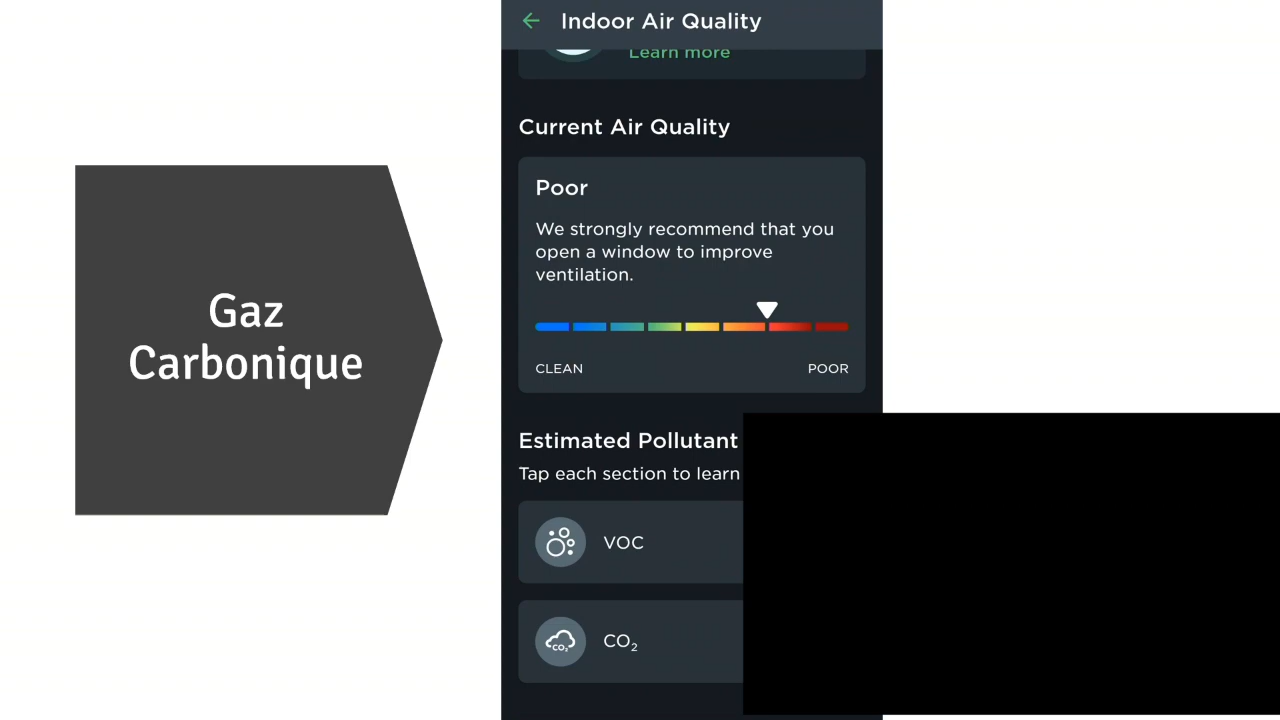 Gaz
Carbonique
Indoor Air Quality
Learn more
Current Air Quality
Poor
We strongly recommend that you
open a window to improve
ventilation.
CLEAN
POOR
Estimated Pollutant
Tap each section to learn
VOC
CO₂
CO₂